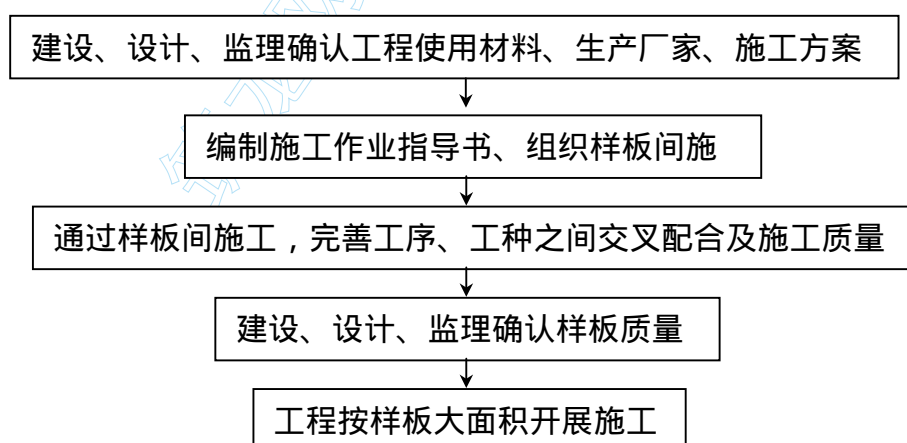 建设、设计、监理确认工程使用材料、生产厂家、施工方案
编制施工作业指导书、组织样板间施
通过样板间施工，完善工序、工种之间交叉配合及施工质量
建设、设计、监理确认样板质量
工程按样板大面积开展施工